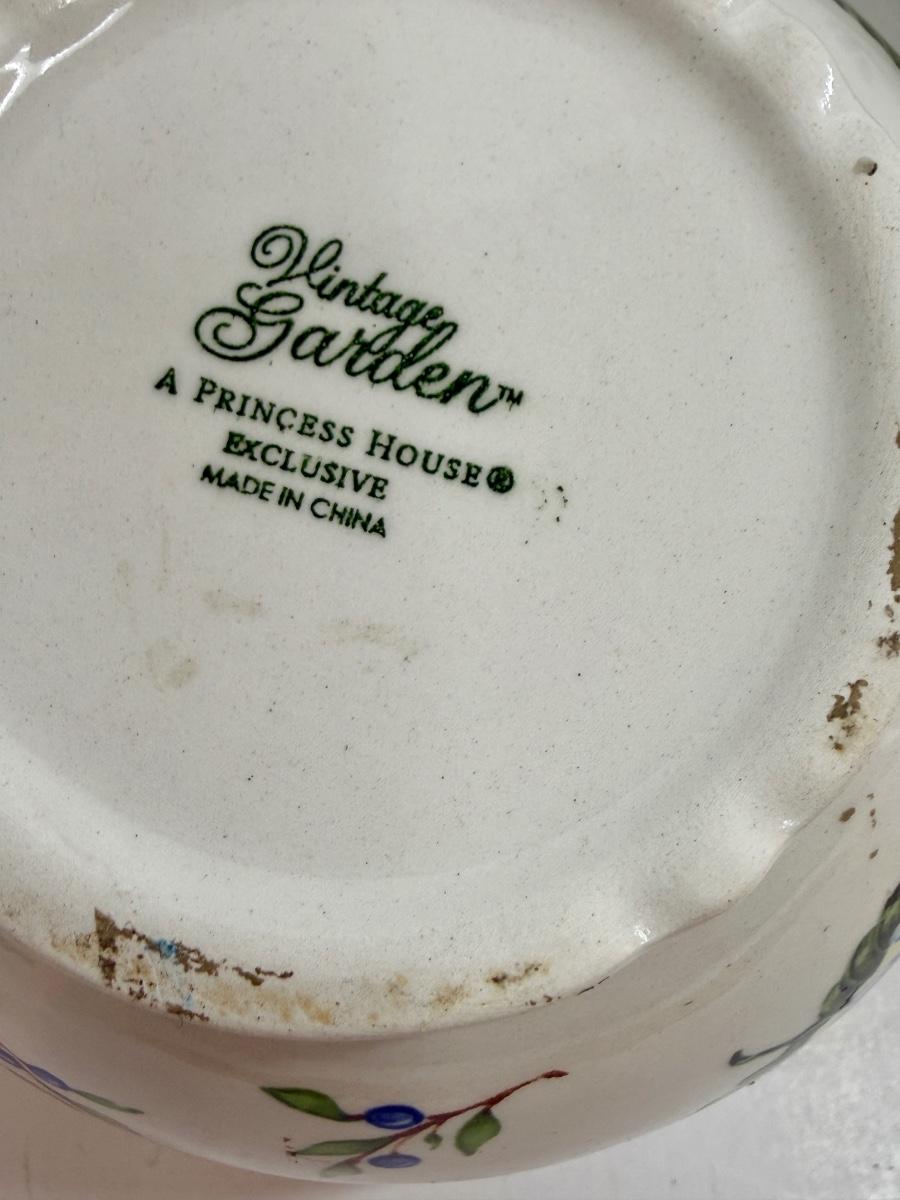 Vintage
Garden™
A PRINCESS HOUSE®
EXCLUSIVE
MADE IN CHINA